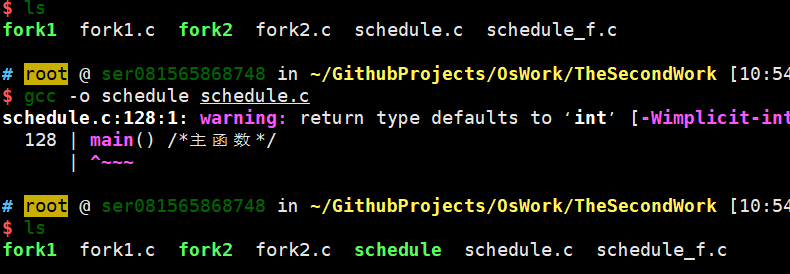 $ ls
fork1 fork1.c fork2 fork2.c schedule.c schedule_f.c
# root @ ser081565868748 in ~/GithubProjects/OsWork/TheSecondWork [10:54
$ gcc -o schedule schedule.c
schedule.c:128:1: warning: return type defaults to ‘int’ [-Wimplicit-int
128 | main() /*主函数*/
| ^~~~
# root @ ser081565868748 in ~/GithubProjects/OsWork/TheSecondWork [10:54
$ ls
fork1 fork1.c fork2 fork2.c schedule schedule.c schedule_f.c